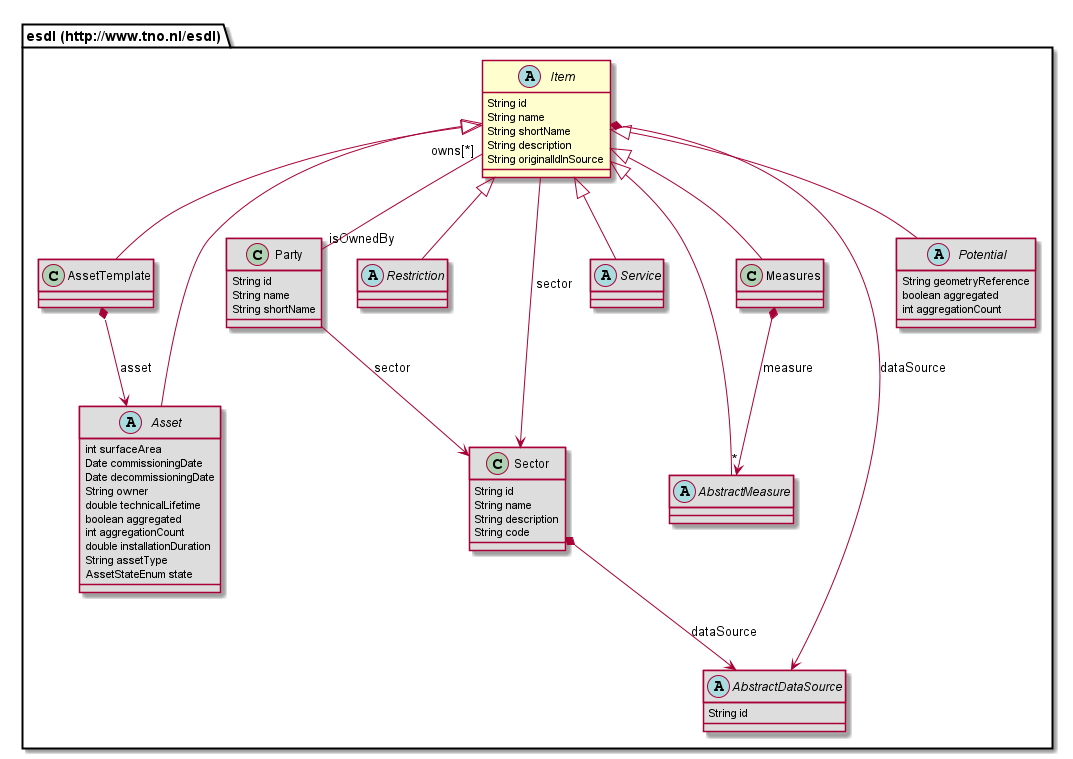 esdl (http://www.tno.nl/esdl)
A Item
String id
String name
String shortName
String description
String originalIdInSource
owns[*]
isOwnedBy
C AssetTemplate
C Party
String id
String name
String shortName
A Restriction
sector
A Service
C Measures
A Potential
String geometryReference
boolean aggregated
int aggregationCount
asset
sector
measure
dataSource
A Asset
int surfaceArea
Date commissioningDate
Date decommissioningDate
String owner
double technicalLifetime
boolean aggregated
int aggregationCount
double installationDuration
String assetType
AssetStateEnum state
C Sector
String id
String name
String description
String code
*
A AbstractMeasure
dataSource
A AbstractDataSource
String id